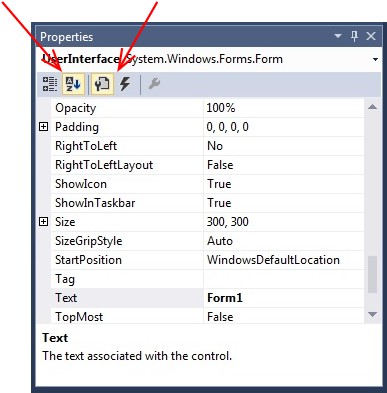 Properties
UserInterface System.Windows.Forms.Form
Opacity 100%
Padding 0, 0, 0, 0
RightToLeft No
RightToLeftLayout False
ShowIcon True
ShowInTaskbar True
Size 300, 300
SizeGripStyle Auto
StartPosition WindowsDefaultLocation
Tag
Text Form1
TopMost False
Text
The text associated with the control.